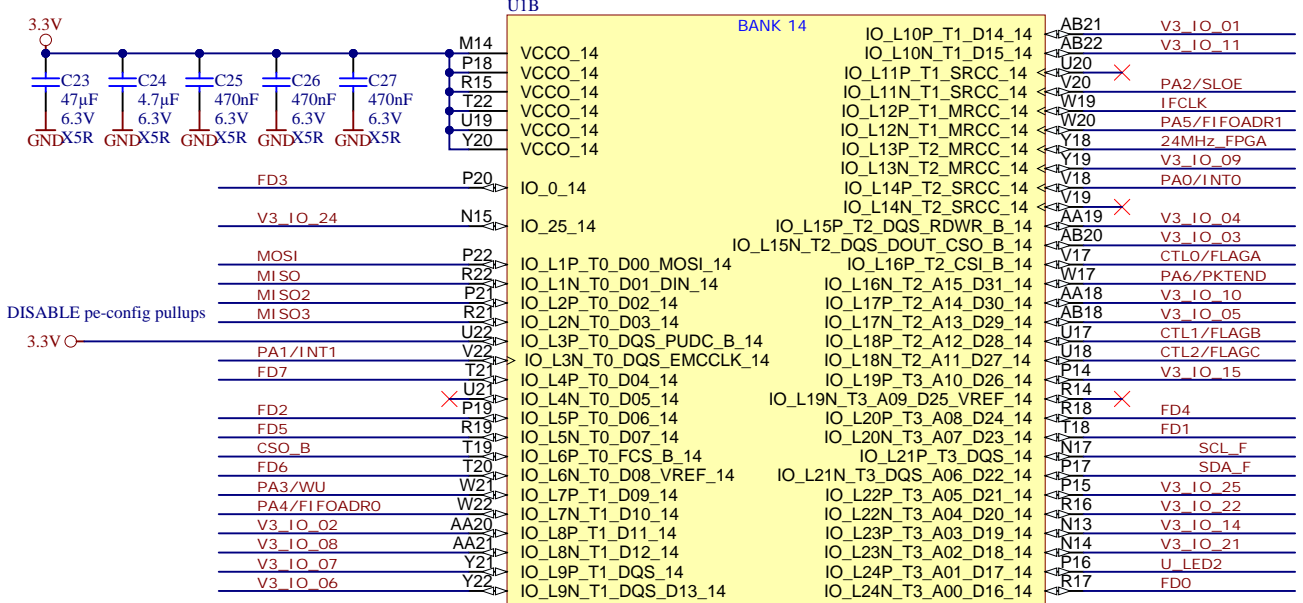 U1B
BANK 14
3.3V
C23
47µF
6.3V
X5R
GND
C24
4.7µF
6.3V
X5R
GND
C25
470nF
6.3V
X5R
GND
C26
470nF
6.3V
X5R
GND
C27
470nF
6.3V
X5R
GND
M14 VCCO_14
P18 VCCO_14
R15 VCCO_14
T22 VCCO_14
U19 VCCO_14
Y20 VCCO_14
FD3 P20 IO_0_14
V3_IO_24 N15 IO_25_14
MOSI P22 IO_L1P_T0_D00_MOSI_14
MISO R22 IO_L1N_T0_D01_DIN_14
MISO2 P21 IO_L2P_T0_D02_14
MISO3 R21 IO_L2N_T0_D03_14
DISABLE pe-config pullups
3.3V U22 IO_L3P_T0_DQS_PUDC_B_14
PA1/INT1 V22 IO_L3N_T0_DQS_EMCCLK_14
FD7 T21 IO_L4P_T0_D04_14
U21 IO_L4N_T0_D05_14
FD2 P19 IO_L5P_T0_D06_14
FD5 R19 IO_L5N_T0_D07_14
CSO_B T19 IO_L6P_T0_FCS_B_14
FD6 T20 IO_L6N_T0_D08_VREF_14
PA3/WU W21 IO_L7P_T1_D09_14
PA4/FIFOADR0 W22 IO_L7N_T1_D10_14
V3_IO_02 AA20 IO_L8P_T1_D11_14
V3_IO_08 AA21 IO_L8N_T1_D12_14
V3_IO_07 Y21 IO_L9P_T1_DQS_14
V3_IO_06 Y22 IO_L9N_T1_DQS_D13_14
IO_L10P_T1_D14_14 AB21 V3_IO_01
IO_L10N_T1_D15_14 AB22 V3_IO_11
IO_L11P_T1_SRCC_14 U20
IO_L11N_T1_SRCC_14 V20 PA2/SLOE
IO_L12P_T1_MRCC_14 W19 IFCLK
IO_L12N_T1_MRCC_14 W20 PA5/FIFOADR1
IO_L13P_T2_MRCC_14 Y18 24MHz_FPGA
IO_L13N_T2_MRCC_14 Y19 V3_IO_09
IO_L14P_T2_SRCC_14 V18 PA0/INT0
IO_L14N_T2_SRCC_14 V19
IO_L15P_T2_DQS_RDWR_B_14 AA19 V3_IO_04
IO_L15N_T2_DQS_DOUT_CSO_B_14 AB20 V3_IO_03
IO_L16P_T2_CSI_B_14 V17 CTL0/FLAGA
IO_L16N_T2_A15_D31_14 W17 PA6/PKTEND
IO_L17P_T2_A14_D30_14 AA18 V3_IO_10
IO_L17N_T2_A13_D29_14 AB18 V3_IO_05
IO_L18P_T2_A12_D28_14 U17 CTL1/FLAGB
IO_L18N_T2_A11_D27_14 U18 CTL2/FLAGC
IO_L19P_T3_A10_D26_14 P14 V3_IO_15
IO_L19N_T3_A09_D25_VREF_14 R14
IO_L20P_T3_A08_D24_14 R18 FD4
IO_L20N_T3_A07_D23_14 T18 FD1
IO_L21P_T3_DQS_14 N17 SCL_F
IO_L21N_T3_DQS_A06_D22_14 P17 SDA_F
IO_L22P_T3_A05_D21_14 P15 V3_IO_25
IO_L22N_T3_A04_D20_14 R16 V3_IO_22
IO_L23P_T3_A03_D19_14 N13 V3_IO_14
IO_L23N_T3_A02_D18_14 N14 V3_IO_21
IO_L24P_T3_A01_D17_14 P16 U_LED2
IO_L24N_T3_A00_D16_14 R17 FD0